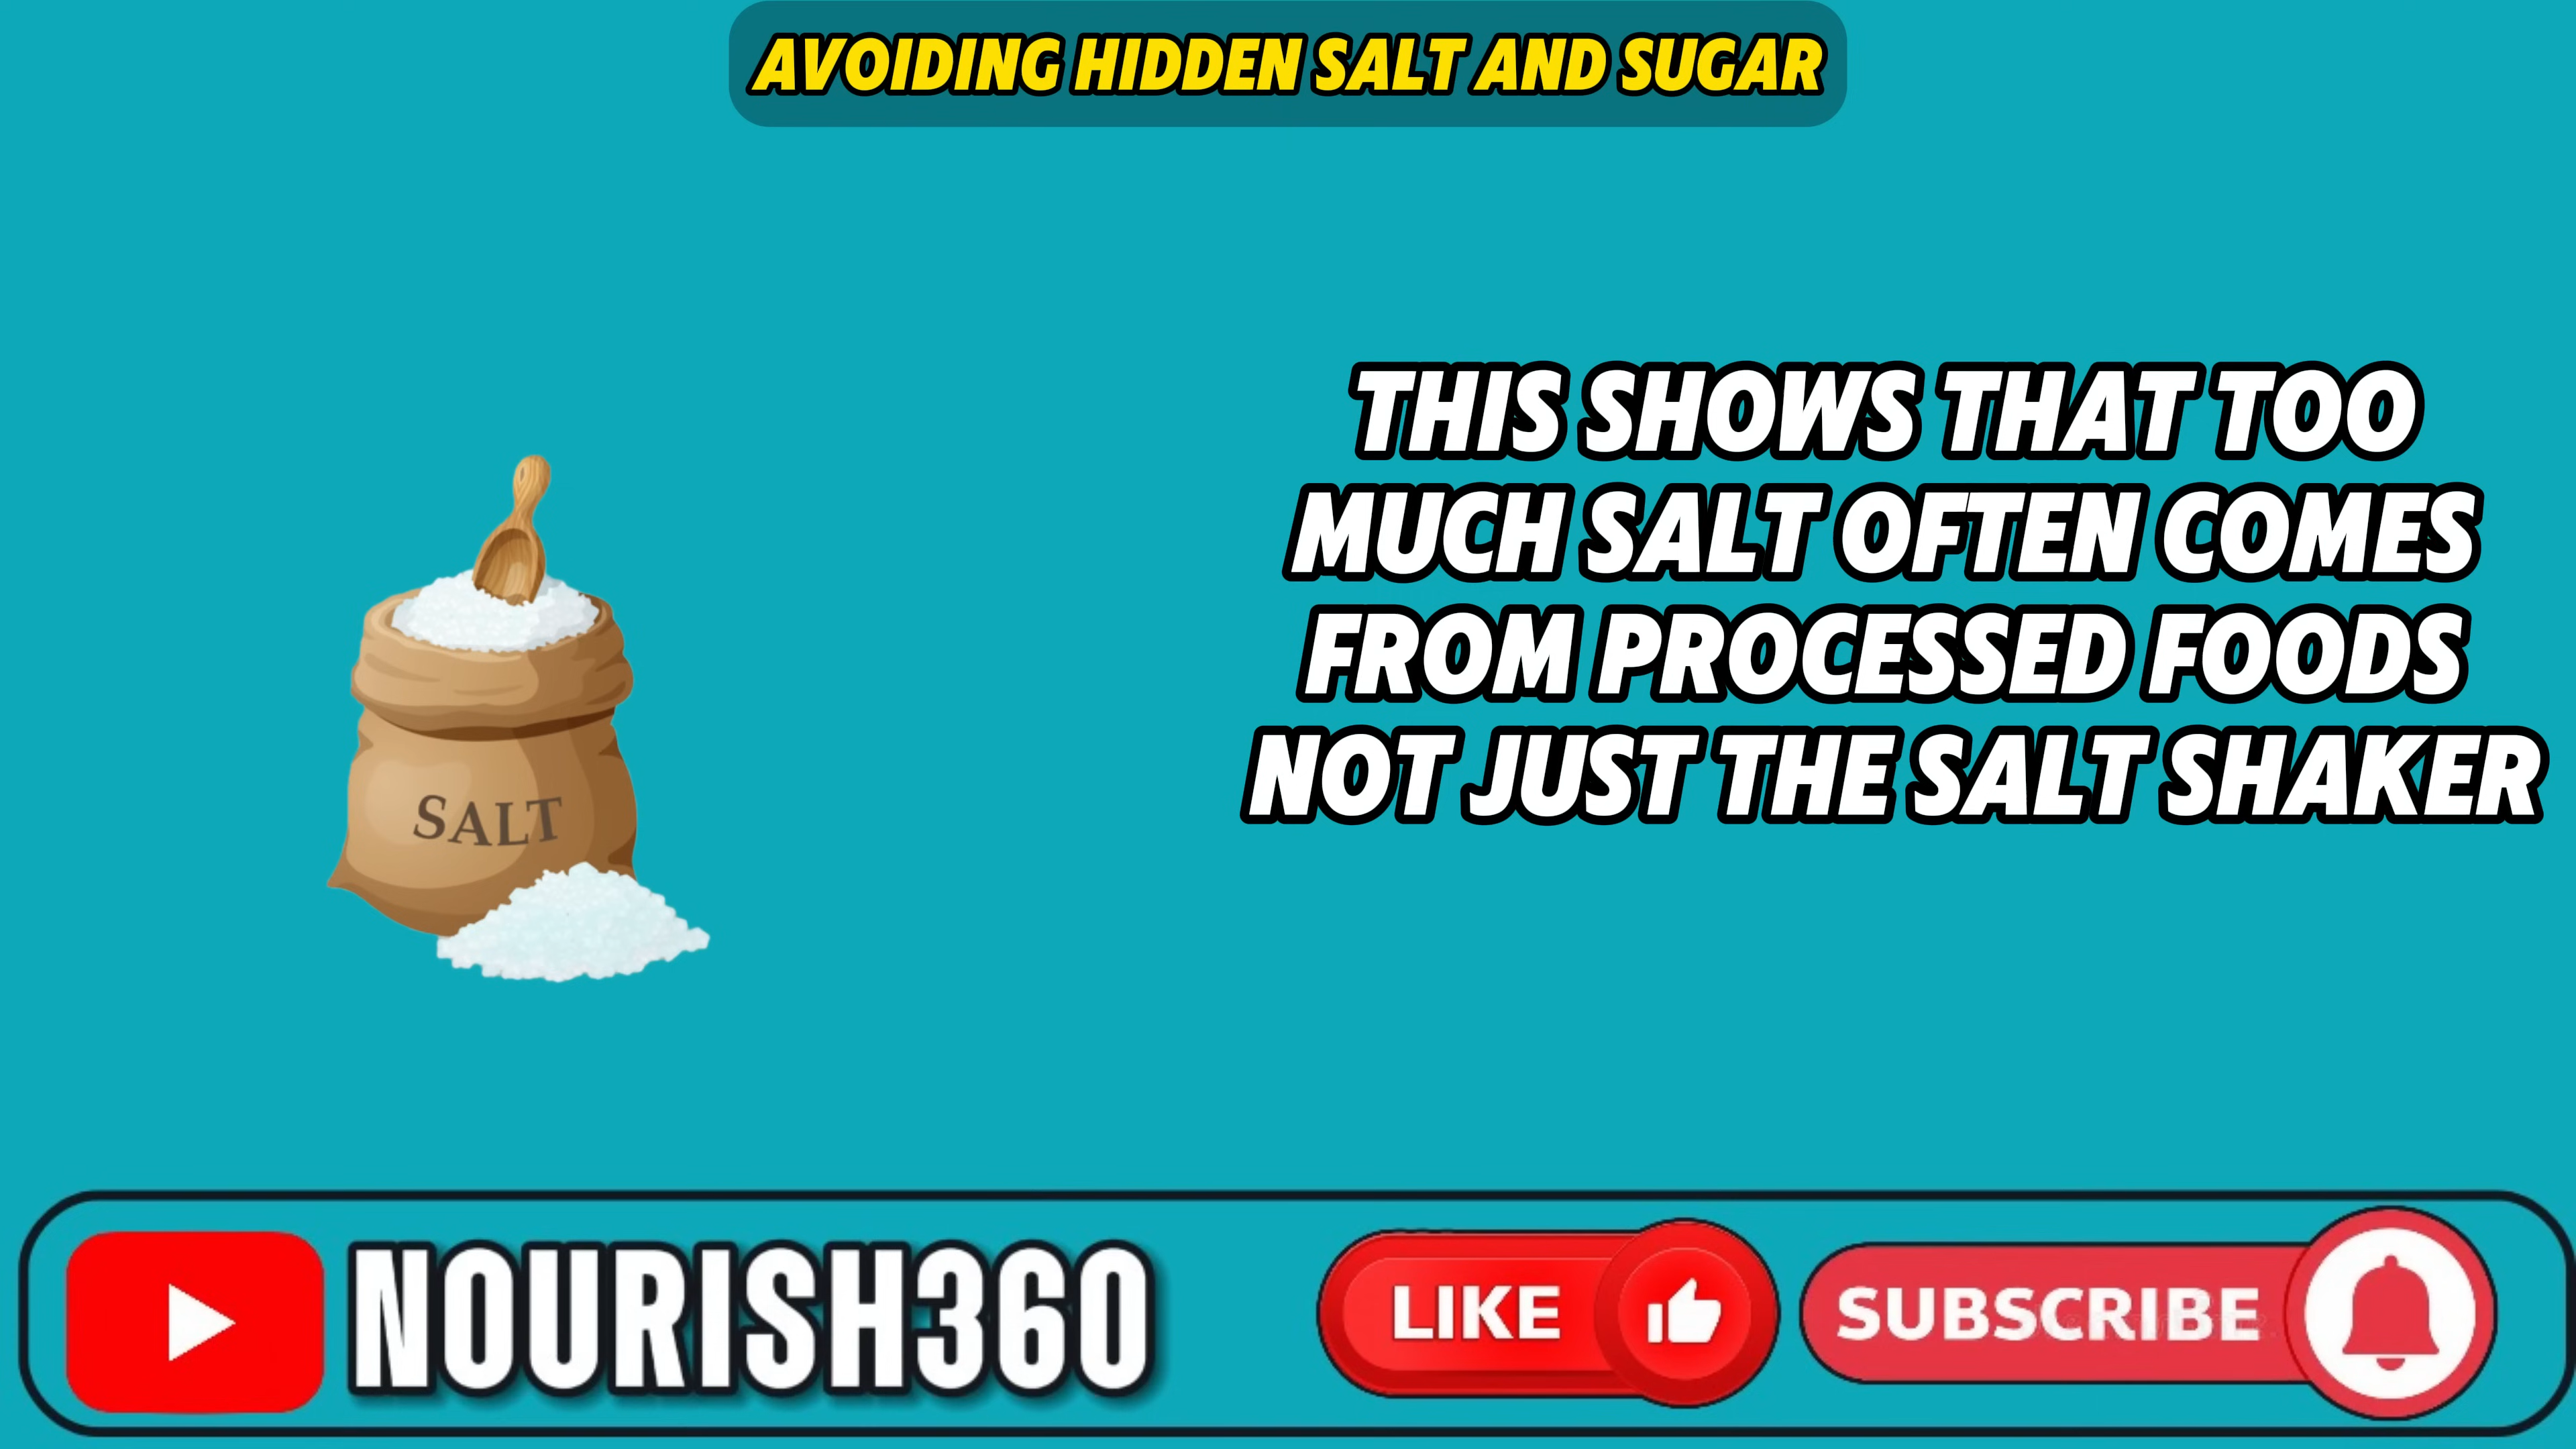 AVOIDING HIDDEN SALT AND SUGAR
THIS SHOWS THAT TOO
MUCH SALT OFTEN COMES
FROM PROCESSED FOODS
NOT JUST THE SALT SHAKER
SALT
NOURISH360
LIKE
SUBSCRIBE